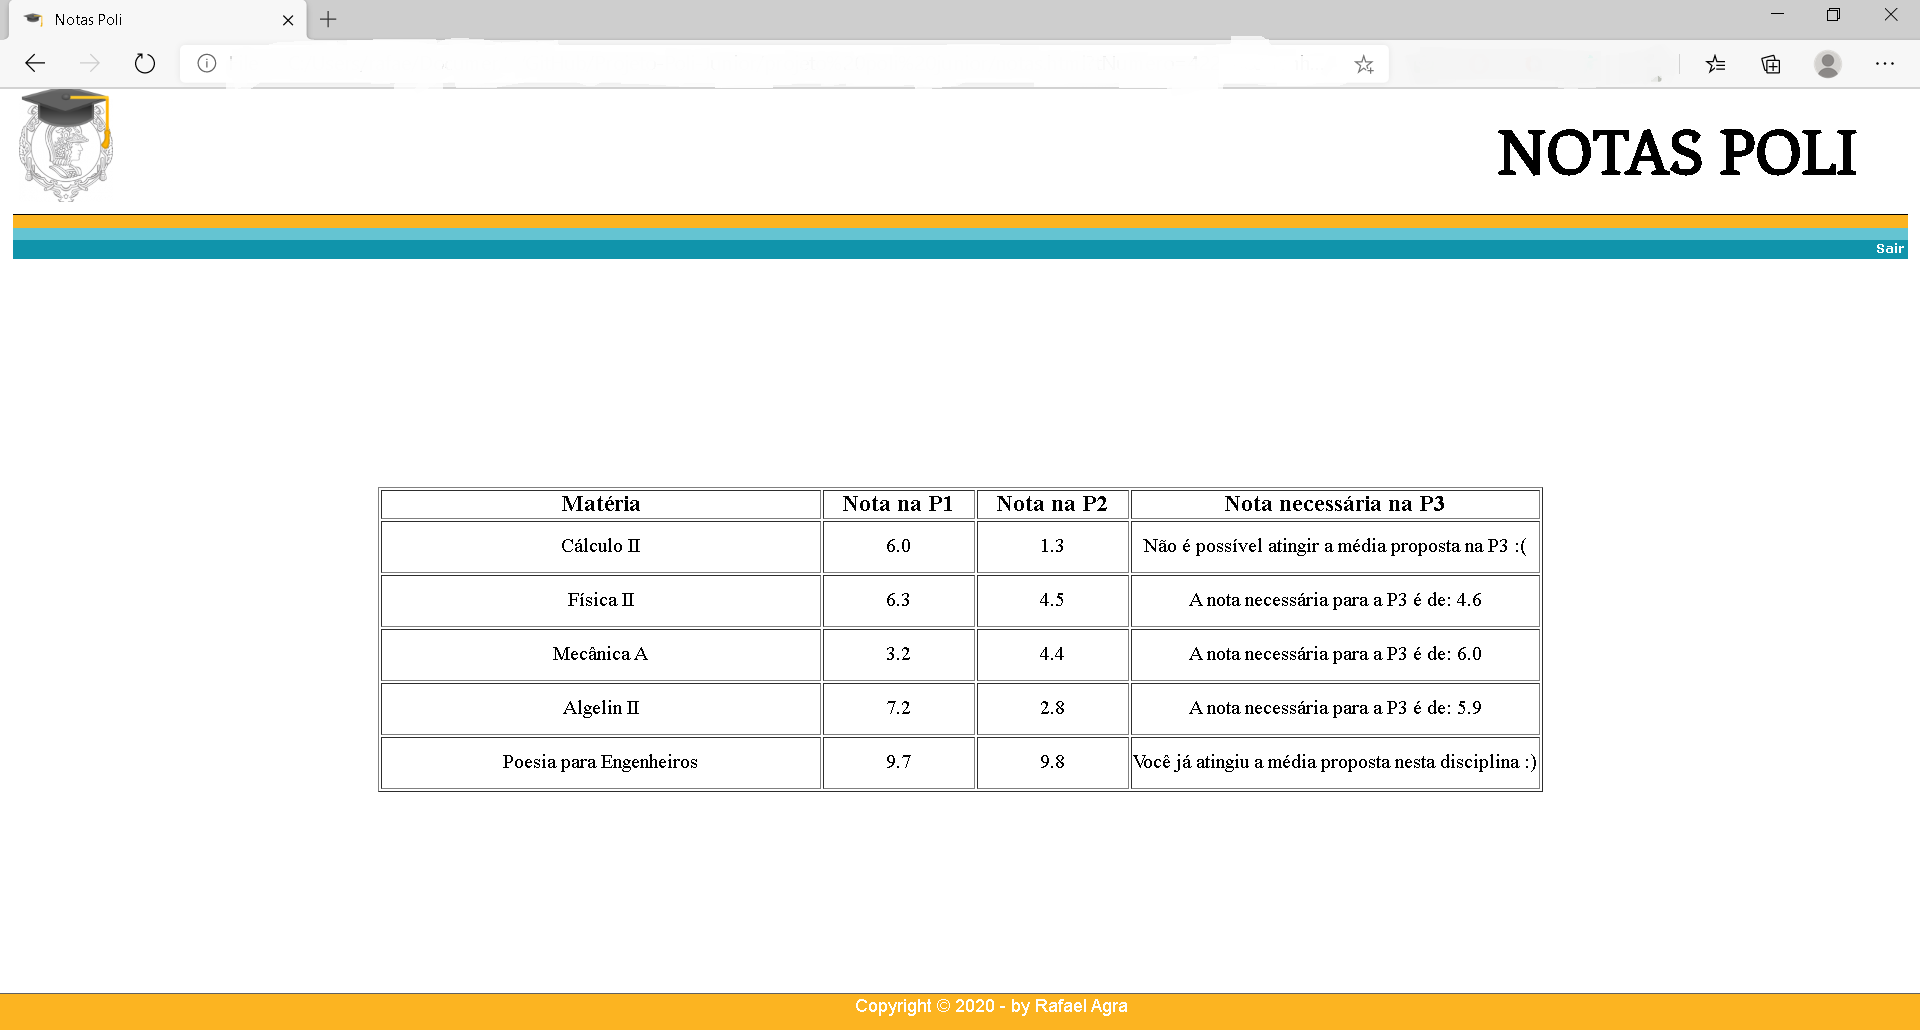 Notas Poli
NOTAS POLI
Sair
Matéria Nota na P1 Nota na P2 Nota necessária na P3
Cálculo II 6.0 1.3 Não é possível atingir a média proposta na P3 :(
Física II 6.3 4.5 A nota necessária para a P3 é de: 4.6
Mecânica A 3.2 4.4 A nota necessária para a P3 é de: 6.0
Algelin II 7.2 2.8 A nota necessária para a P3 é de: 5.9
Poesia para Engenheiros 9.7 9.8 Você já atingiu a média proposta nesta disciplina :)
Copyright © 2020 - by Rafael Agra